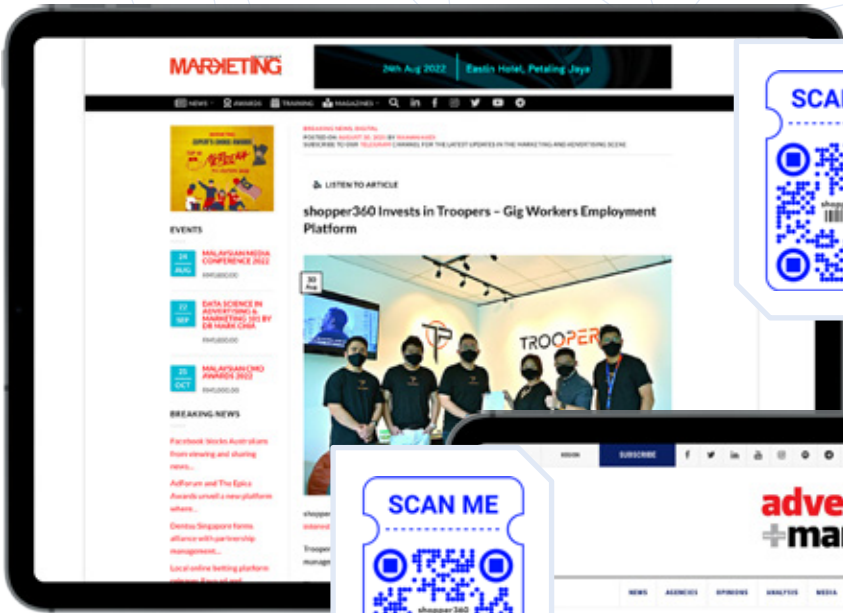 MARKETING
24th Aug 2022 | Eastin Hotel, Petaling Jaya
NEWS AWARDS TRAINING MAGAZINES
BREAKING NEWS, DIGITAL
SUBSCRIBE TO OUR TELEGRAM CHANNEL FOR THE LATEST UPDATES IN THE MARKETING AND ADVERTISING SCENE
LISTEN TO ARTICLE
shopper360 Invests in Troopers – Gig Workers Employment
Platform
30
Aug
TROOPER
EVENTS
24
AUG
MALAYSIAN MEDIA
CONFERENCE 2022
22
SEP
DATA SCIENCE IN
ADVERTISING &
MARKETING 101 BY
DR MARK CHIA
21
OCT
MALAYSIAN CMO
AWARDS 2022
BREAKING NEWS
Facebook blocks Australians
from viewing and sharing
news...
AdForum and The Epica
Awards unveil a new platform
where...
Dentsu Singapore forms
alliance with partnership
management...
Local online betting platform
SCAN ME
shopper360
SUBSCRIBE
adve
+mar
NEWS AGENCIES OPINIONS ANALYSIS MEDIA
SCA